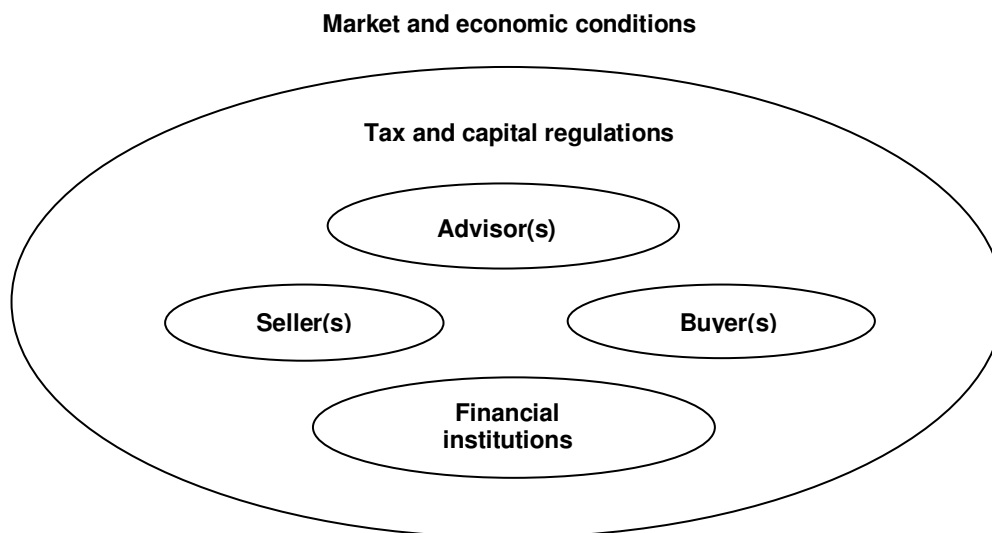 Market and economic conditions
Tax and capital regulations
Advisor(s)
Seller(s)
Buyer(s)
Financial
institutions